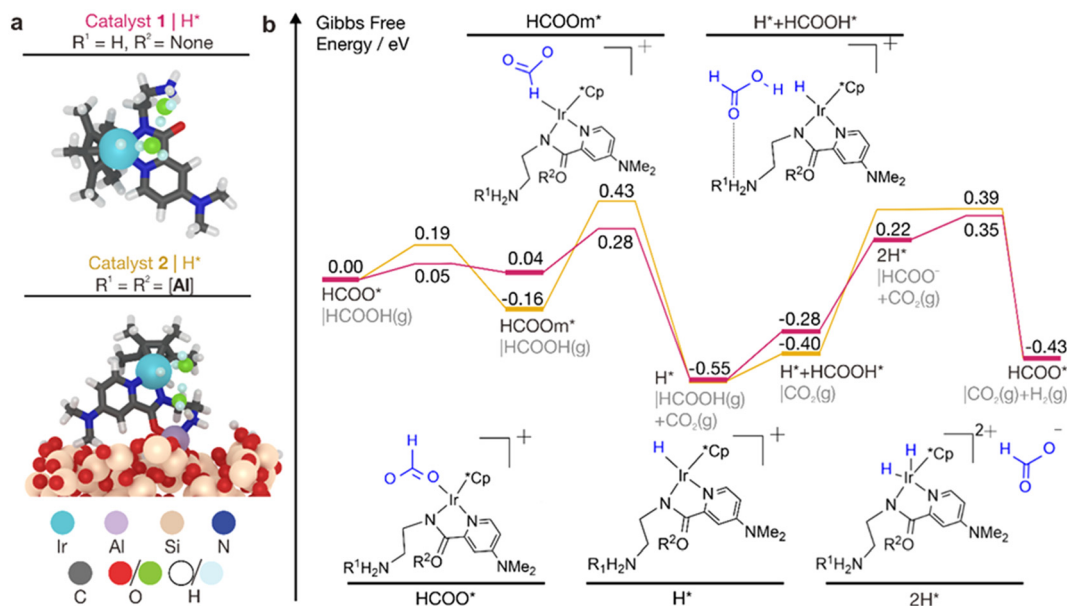 a
Catalyst 1 | H*
R¹ = H, R² = None
Catalyst 2 | H*
R¹ = R² = [Al]
Ir
Al
Si
N
C
O
H
b
Gibbs Free
Energy / eV
HCOOm*
H*+HCOOH*
O
O
H
+
*Cp
Ir
N
N
R²O
NMe₂
R¹H₂N
H
O
H
O
H
+
*Cp
Ir
N
N
R²O
NMe₂
R¹H₂N
0.00
HCOO*
|HCOOH(g)
0.19
0.05
0.04
-0.16
HCOOm*
|HCOOH(g)
0.43
0.28
H*
-0.55
|HCOOH(g)
+CO₂(g)
-0.28
-0.40
H*+HCOOH*
|CO₂(g)
0.22
2H*
|HCOO⁻
+CO₂(g)
0.39
0.35
-0.43
HCOO*
|CO₂(g)+H₂(g)
H
O
O
+
*Cp
Ir
N
N
R²O
NMe₂
R¹H₂N
HCOO*
H
+
*Cp
Ir
N
N
R²O
NMe₂
R₁H₂N
H*
H
H
2+
*Cp
Ir
N
N
R²O
NMe₂
R¹H₂N
H
O
O
−
2H*